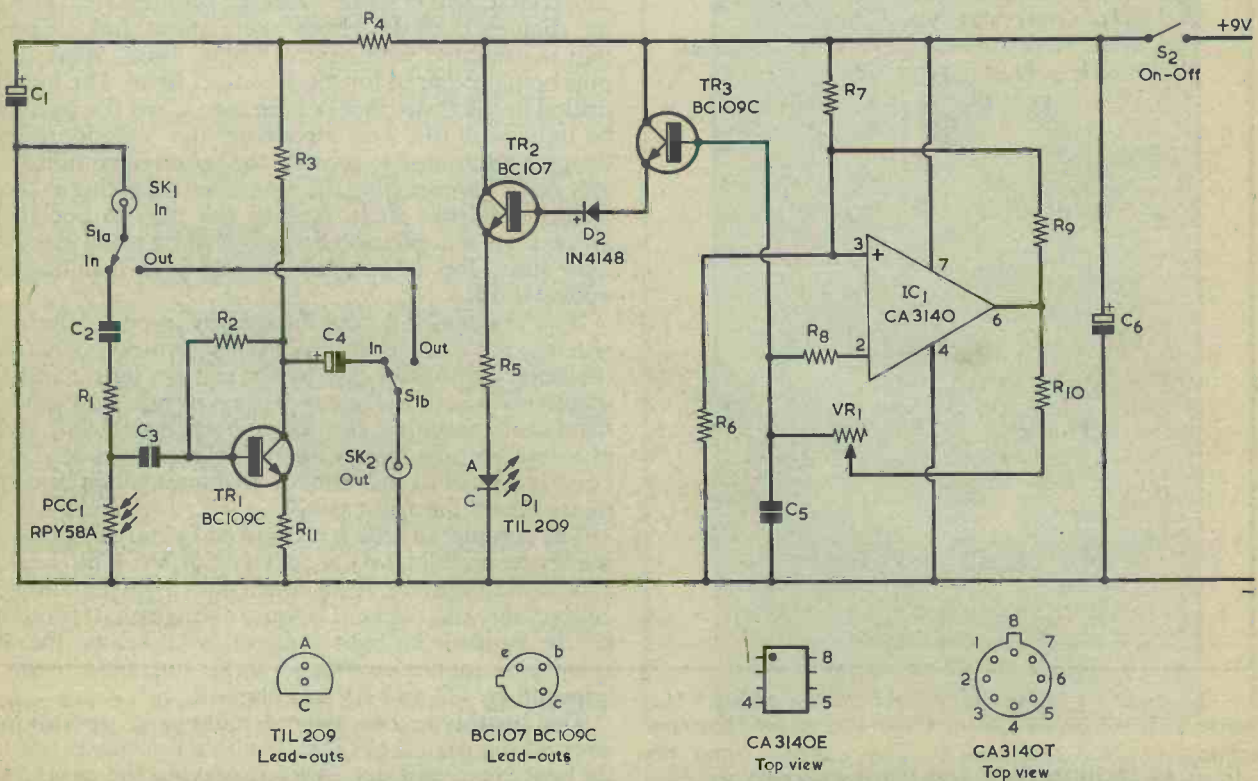 R4
+9V
S2
On-Off
+
C1
SK1
In
S1a
In
Out
C2
R1
C3
PCC1
RPY58A
R3
R2
TR1
BC109C
R11
+
C4
In
Out
S1b
SK2
Out
TR2
BC107
R5
A
C
D1
TIL209
+
D2
IN4148
TR3
BC109C
R7
R6
3
+
7
IC1
CA3140
6
2
4
R8
VR1
C5
R9
R10
+
C6
−
A
C
TIL 209
Lead-outs
e
b
c
BC107 BC109C
Lead-outs
1
8
4
5
CA3140E
Top view
8
1
7
2
6
3
5
4
CA3140T
Top view